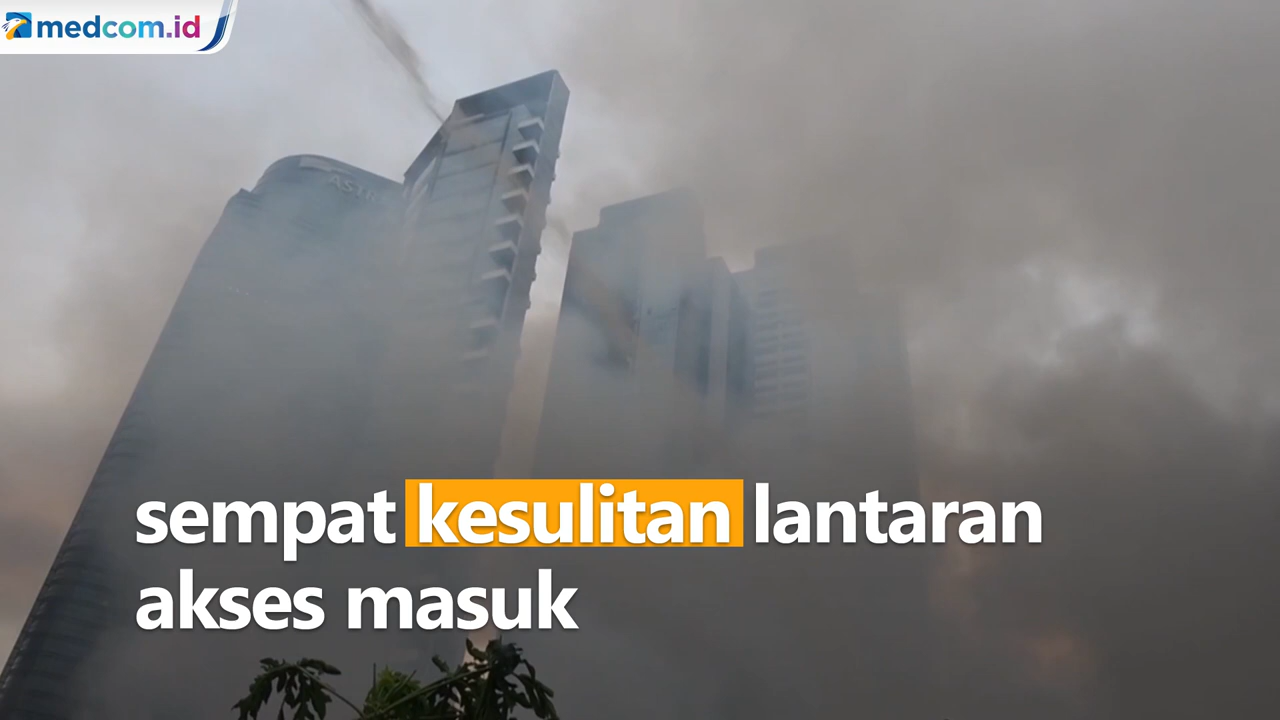 medcom.id
sempat kesulitan lantaran
akses masuk